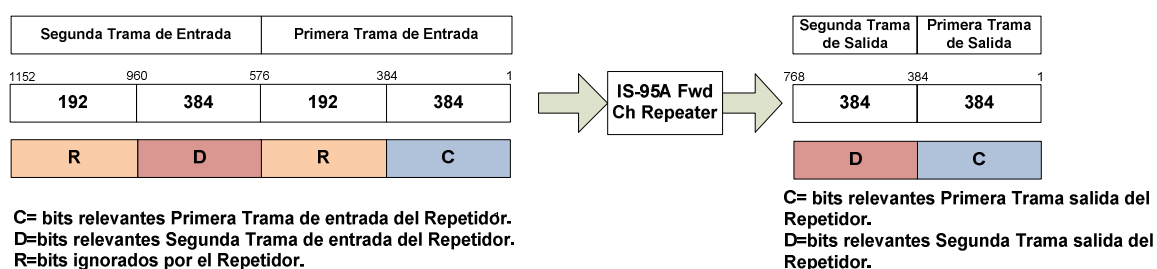 Segunda Trama de Entrada
Primera Trama de Entrada
1152
960
576
384
1
192
384
192
384
R
D
R
C
C= bits relevantes Primera Trama de entrada del Repetidor.
D=bits relevantes Segunda Trama de entrada del Repetidor.
R=bits ignorados por el Repetidor.
IS-95A Fwd
Ch Repeater
Segunda Trama
de Salida
Primera Trama
de Salida
768
384
1
384
384
D
C
C= bits relevantes Primera Trama salida del
Repetidor.
D=bits relevantes Segunda Trama salida del
Repetidor.